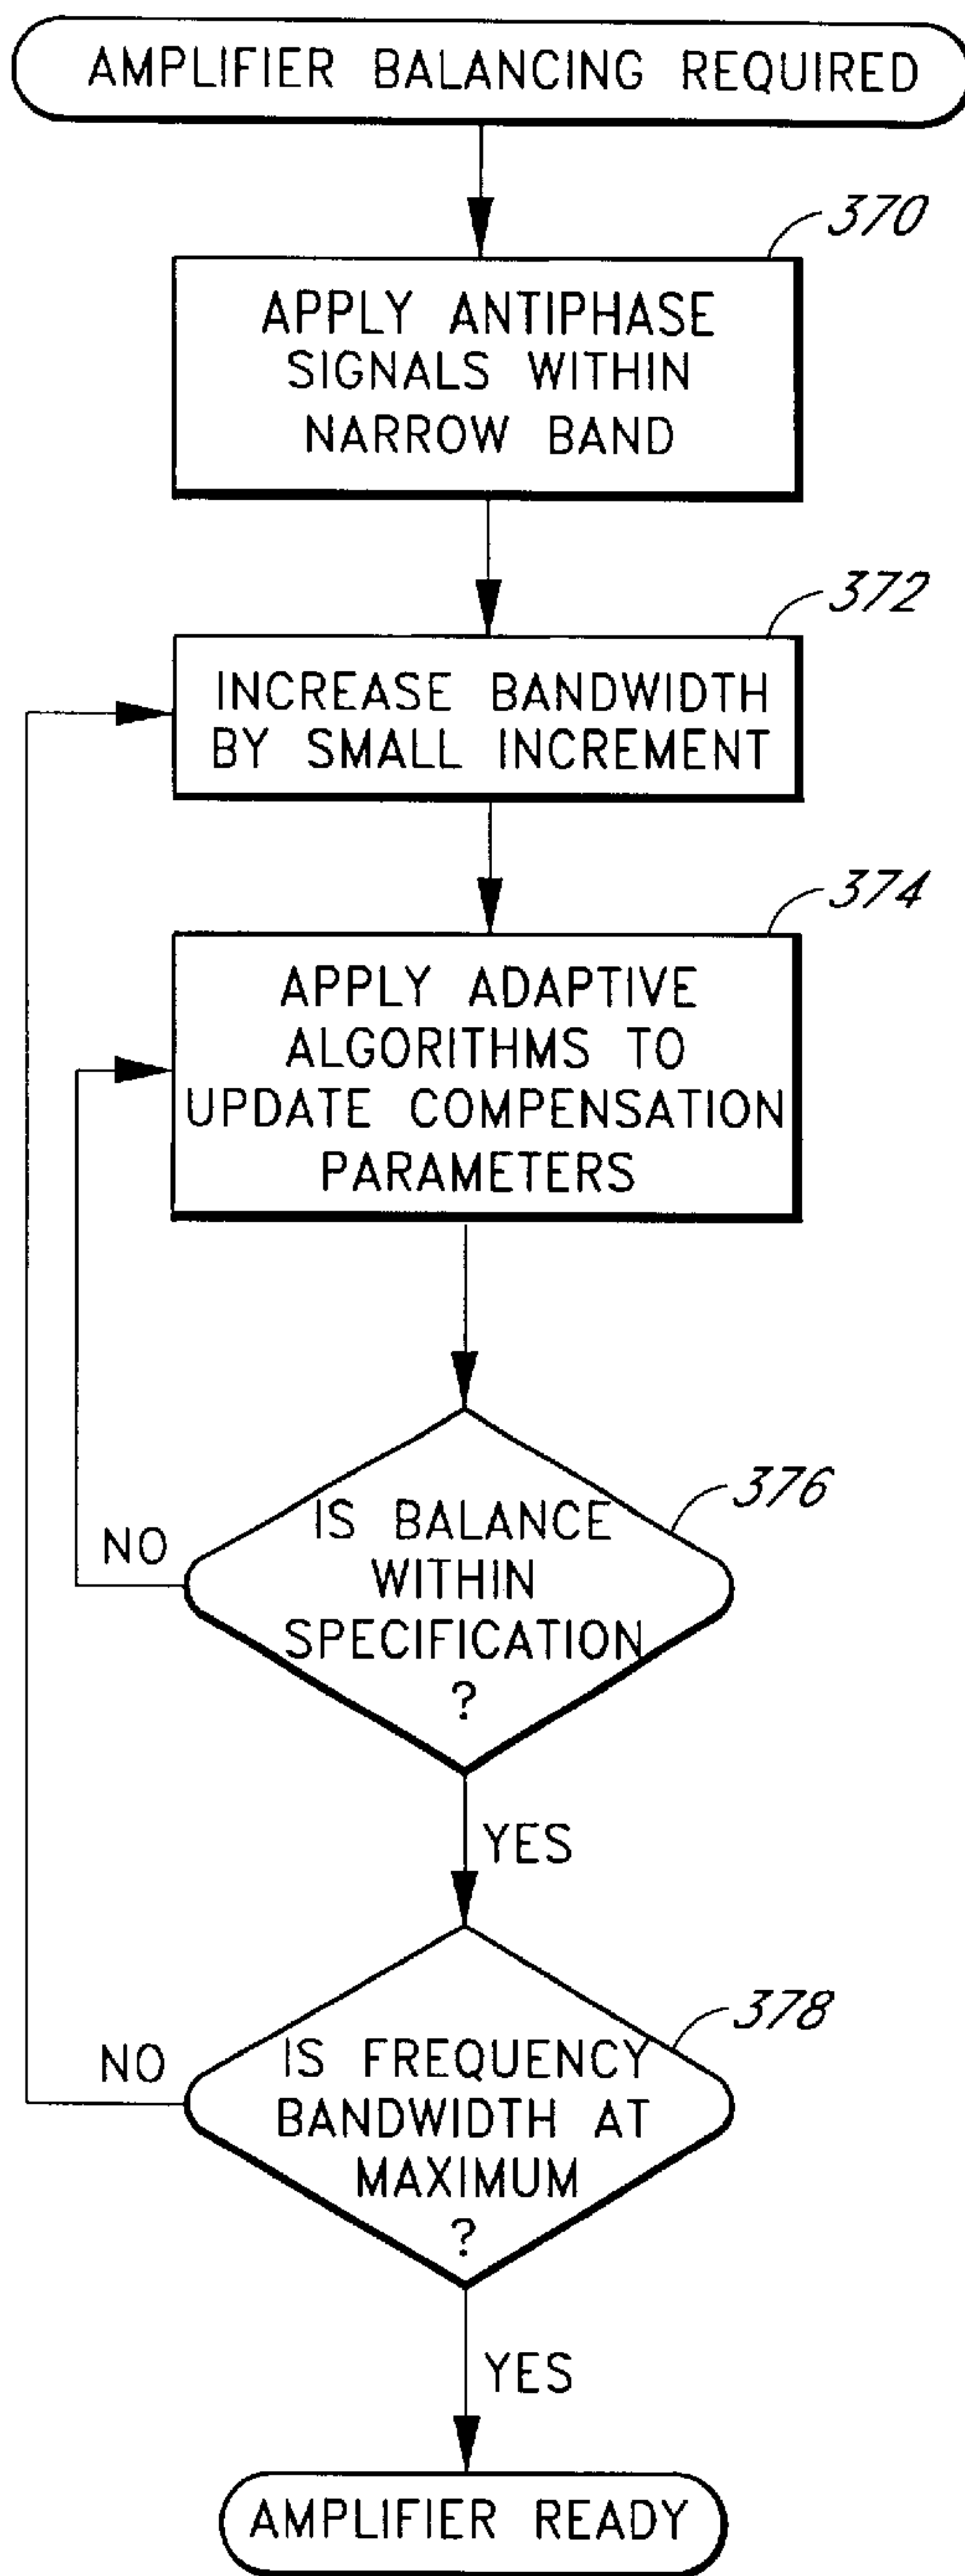 AMPLIFIER BALANCING REQUIRED
370
APPLY ANTIPHASE
SIGNALS WITHIN
NARROW BAND
372
INCREASE BANDWIDTH
BY SMALL INCREMENT
374
APPLY ADAPTIVE
ALGORITHMS TO
UPDATE COMPENSATION
PARAMETERS
376
IS BALANCE
WITHIN
SPECIFICATION
?
NO
YES
378
IS FREQUENCY
BANDWIDTH AT
MAXIMUM
?
NO
YES
AMPLIFIER READY